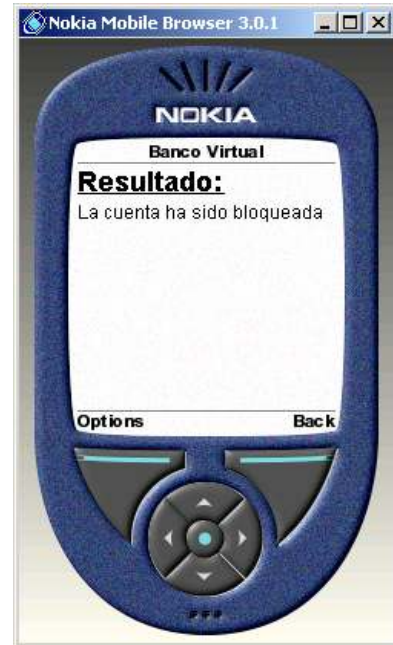 Nokia Mobile Browser 3.0.1
NOKIA
Banco Virtual
Resultado:
La cuenta ha sido bloqueada
Options Back